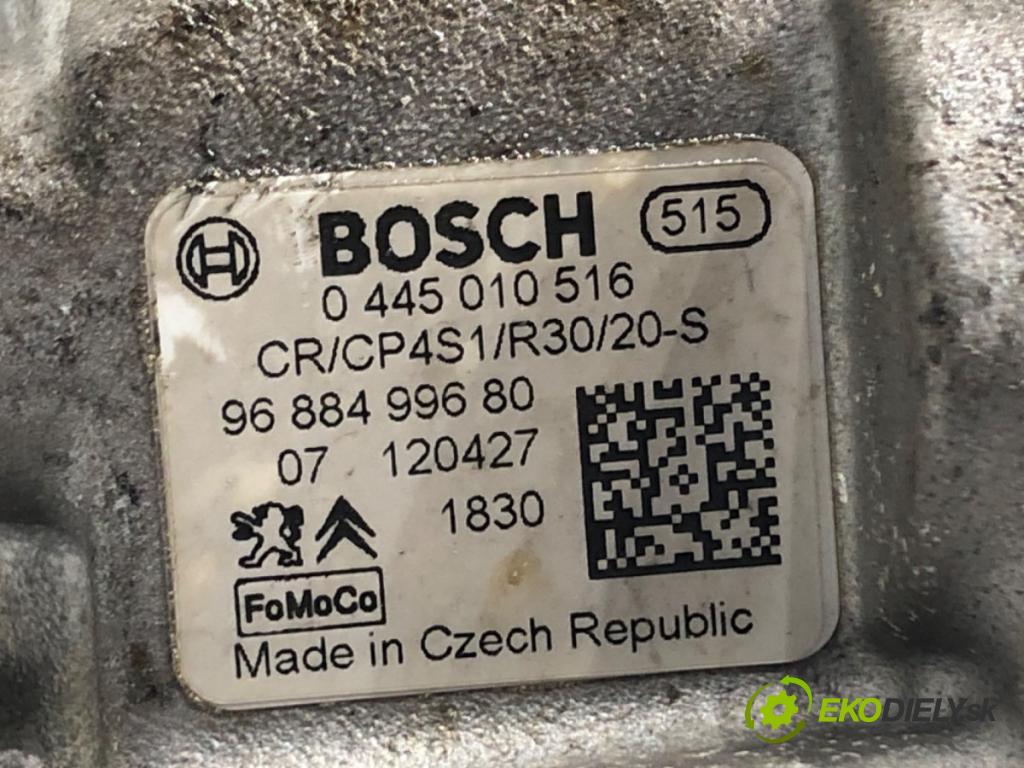 BOSCH 515
0 445 010 516
CR/CP4S1/R30/20-S
96 884 996 80
07 120427
1830
FoMoCo
Made in Czech Republic
EKODIELY.sk